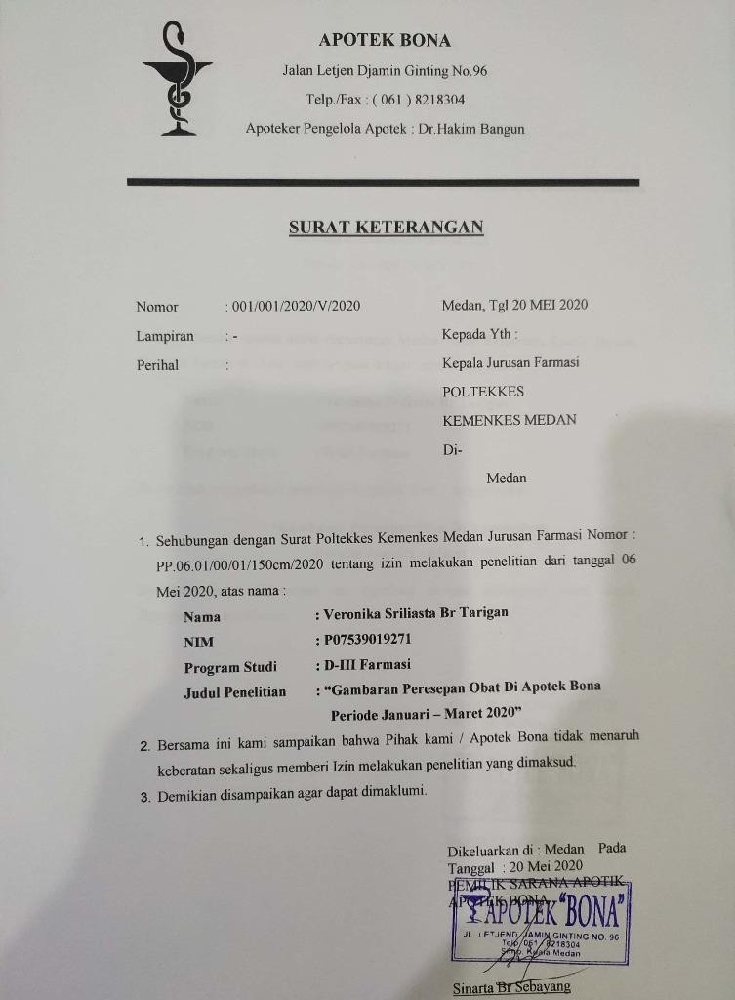 APOTEK BONA
Jalan Letjen Djamin Ginting No.96
Telp./Fax : ( 061 ) 8218304
Apoteker Pengelola Apotek : Dr.Hakim Bangun
SURAT KETERANGAN
Nomor : 001/001/2020/V/2020
Lampiran : -
Perihal :
Medan, Tgl 20 MEI 2020
Kepada Yth :
Kepala Jurusan Farmasi
POLTEKKES
KEMENKES MEDAN
Di-
Medan
1. Sehubungan dengan Surat Poltekkes Kemenkes Medan Jurusan Farmasi Nomor :
PP.06.01/00/01/150cm/2020 tentang izin melakukan penelitian dari tanggal 06
Mei 2020, atas nama :
Nama : Veronika Sriliasta Br Tarigan
NIM : P07539019271
Program Studi : D-III Farmasi
Judul Penelitian : “Gambaran Peresepan Obat Di Apotek Bona
Periode Januari – Maret 2020”
2. Bersama ini kami sampaikan bahwa Pihak kami / Apotek Bona tidak menaruh
keberatan sekaligus memberi Izin melakukan penelitian yang dimaksud.
3. Demikian disampaikan agar dapat dimaklumi.
Dikeluarkan di : Medan Pada
Tanggal : 20 Mei 2020
PEMILIK SARANA APOTIK
APOTEK BONA
APOTEK "BONA"
JL LETJEND JAMIN GINTING NO. 96
Telp. 061 / 8218304
Simp. Kuala Medan
Sinarta Br Sebayang